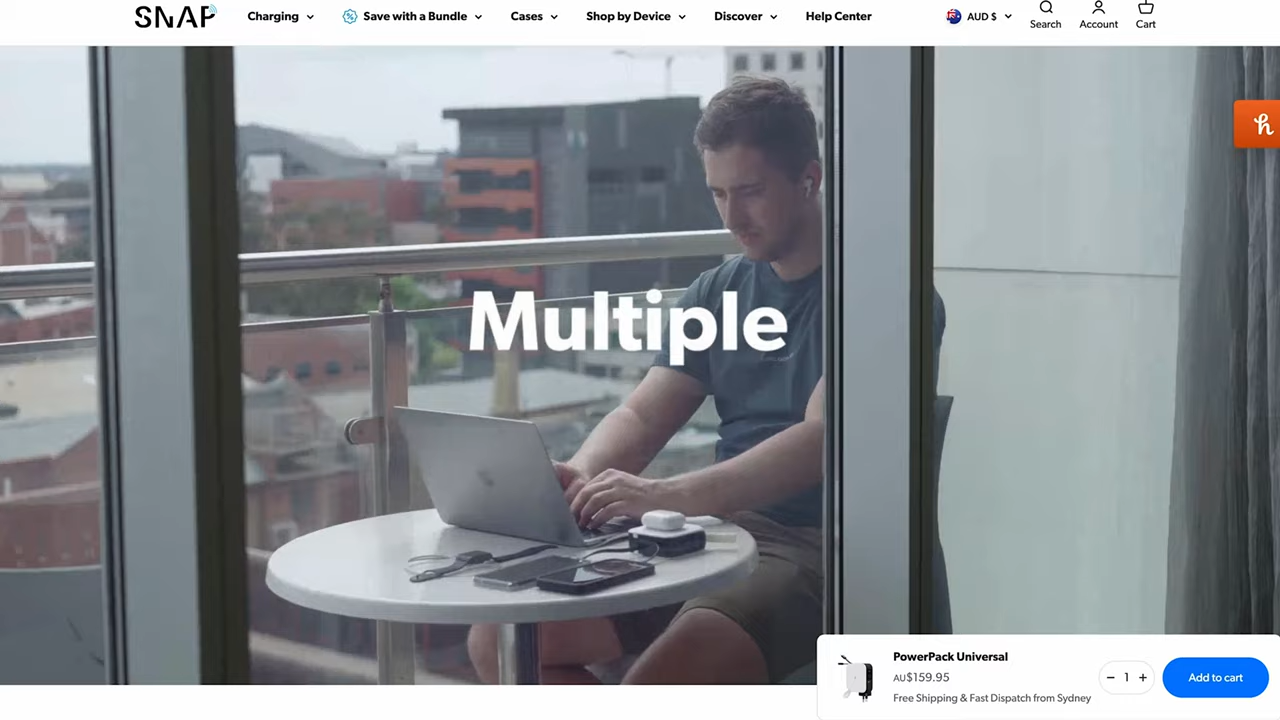 SNAP
Charging
Save with a Bundle
Cases
Shop by Device
Discover
Help Center
AUD $
Search
Account
Cart
Multiple
PowerPack Universal
AU$159.95
Free Shipping & Fast Dispatch from Sydney
− 1 +
Add to cart